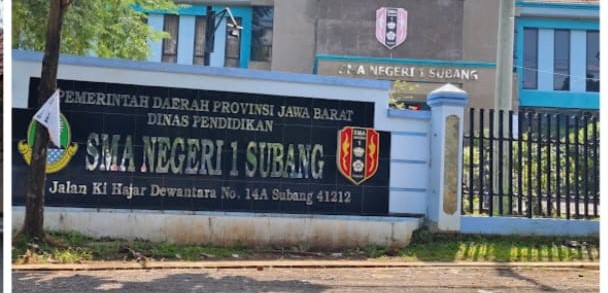 SMA NEGERI 1 SUBANG
PEMERINTAH DAERAH PROVINSI JAWA BARAT
DINAS PENDIDIKAN
SMA NEGERI 1 SUBANG
Jalan Ki Hajar Dewantara No. 14A Subang 41212
SMA